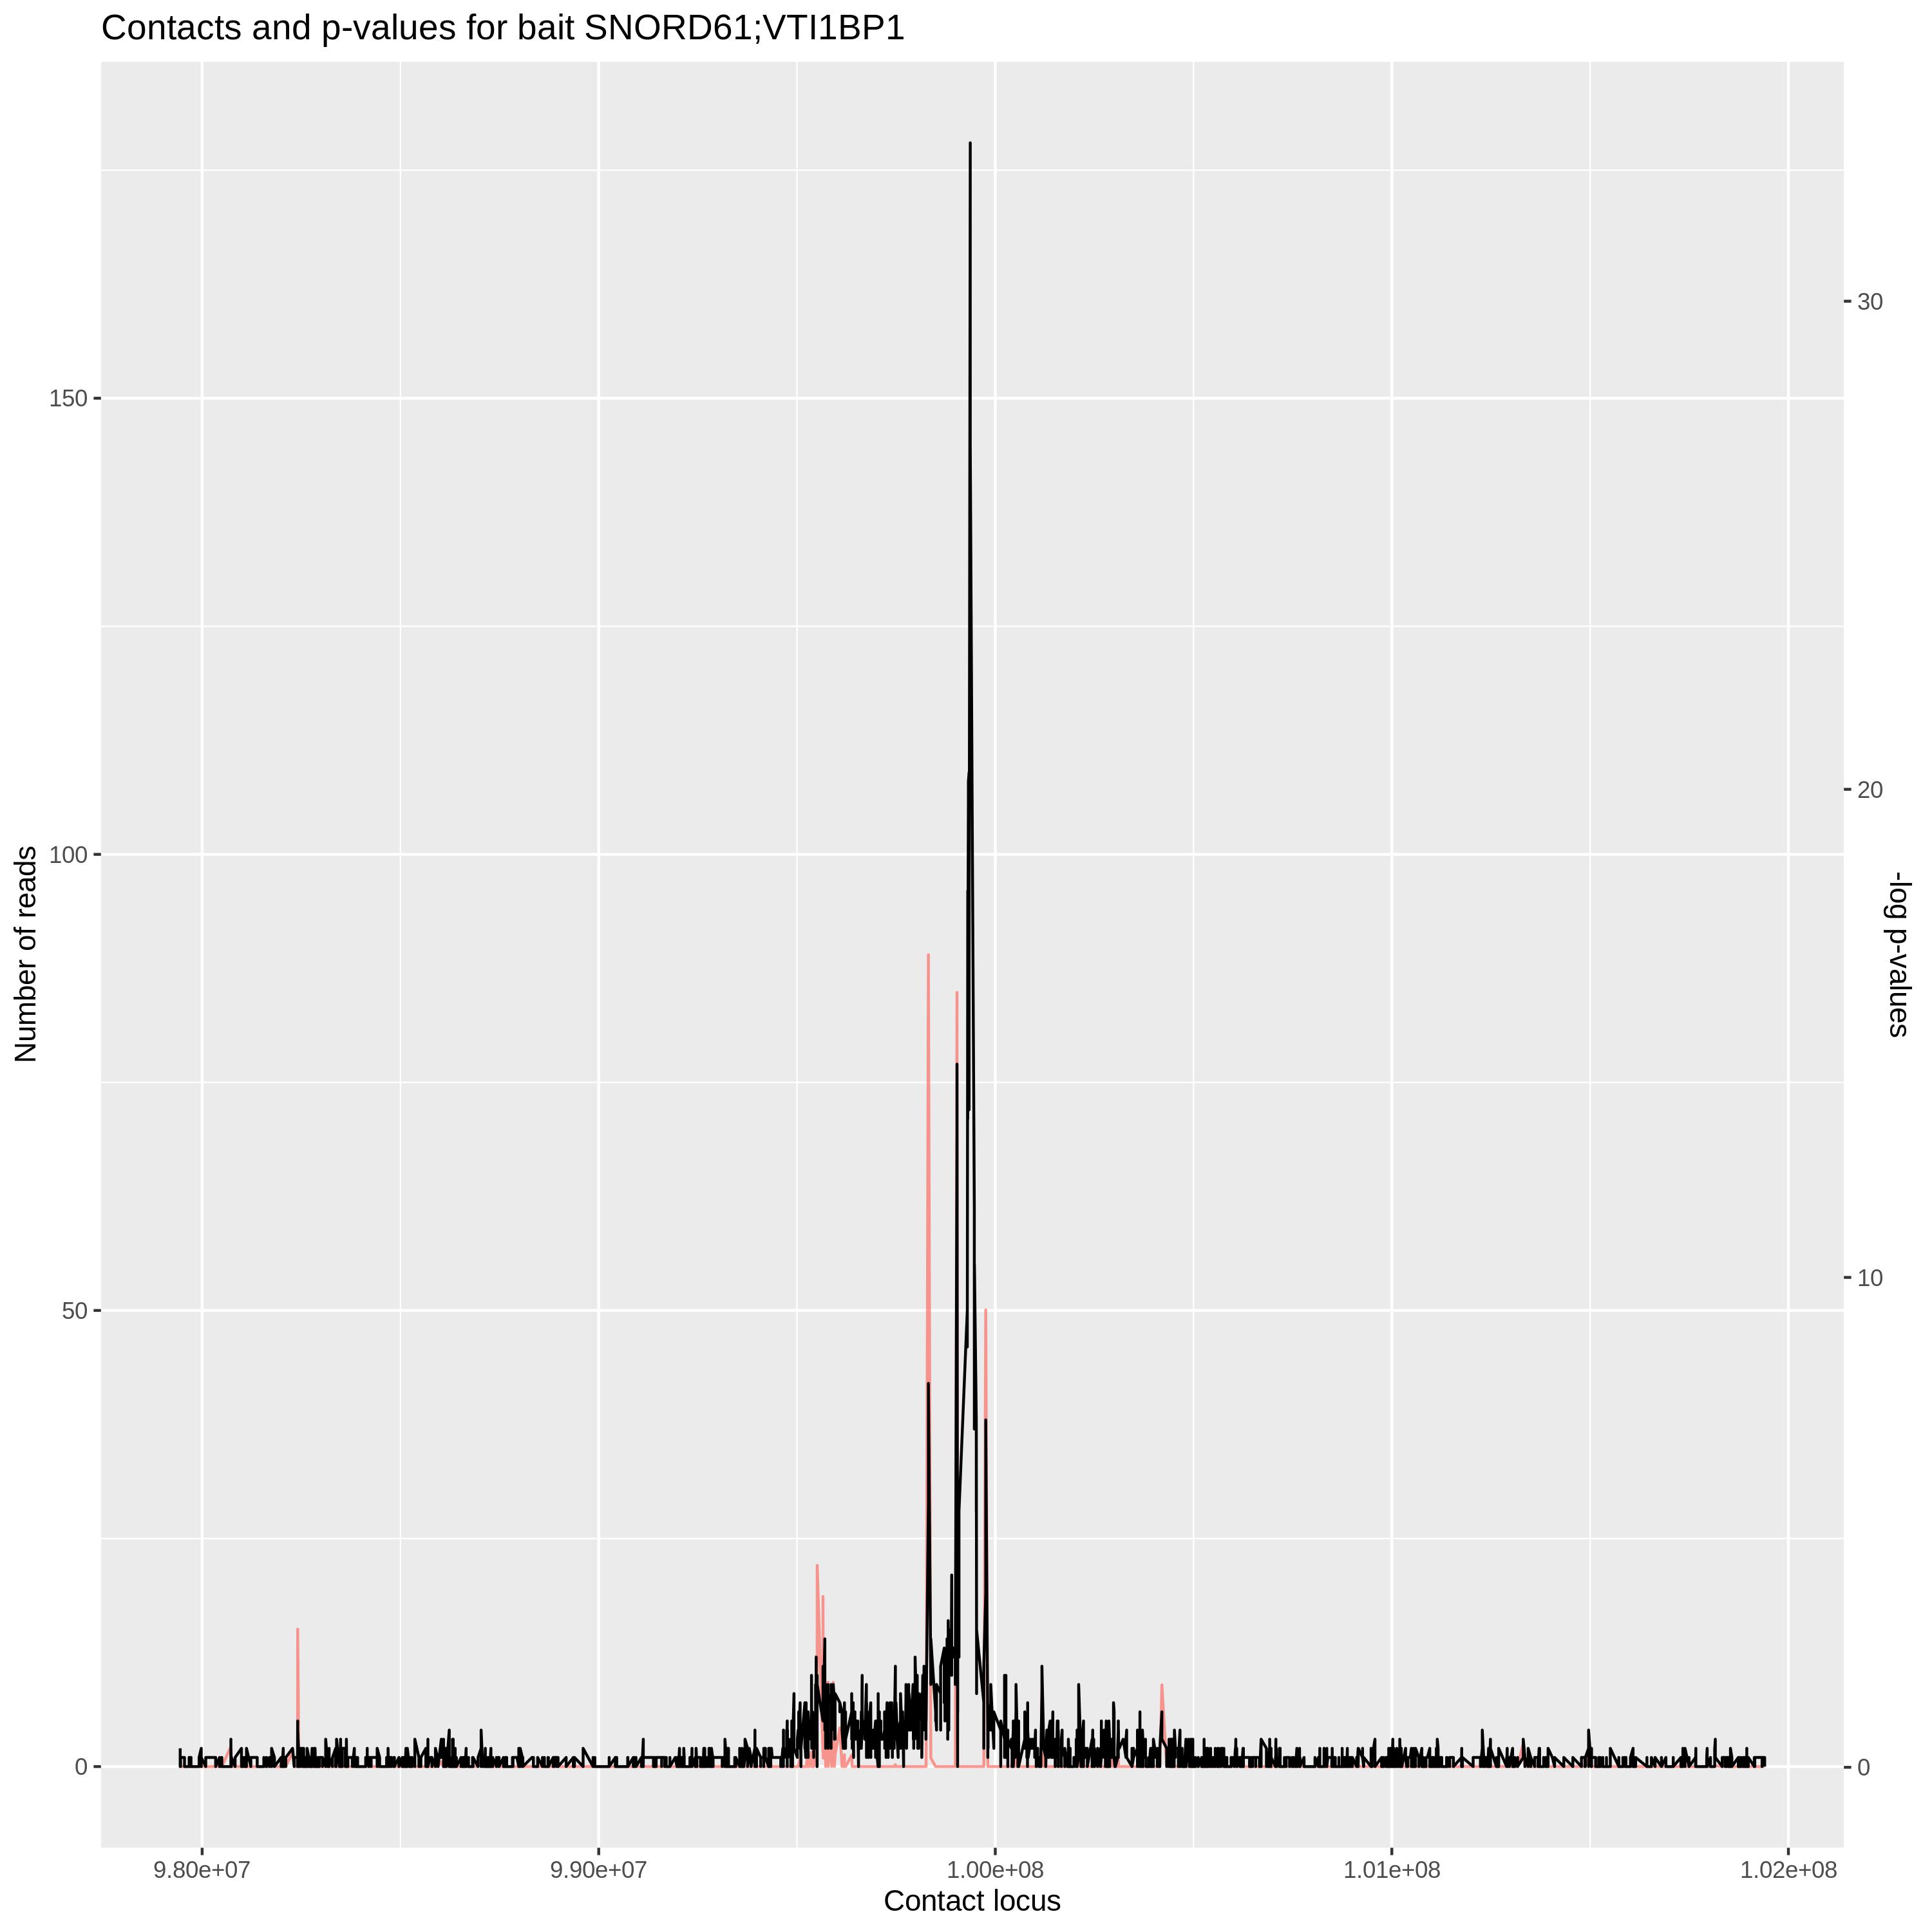 Contacts and p-values for bait SNORD61;VTI1BP1
150
100
50
0
Number of reads
30
20
10
0
-log p-values
9.80e+07
9.90e+07
1.00e+08
1.01e+08
1.02e+08
Contact locus